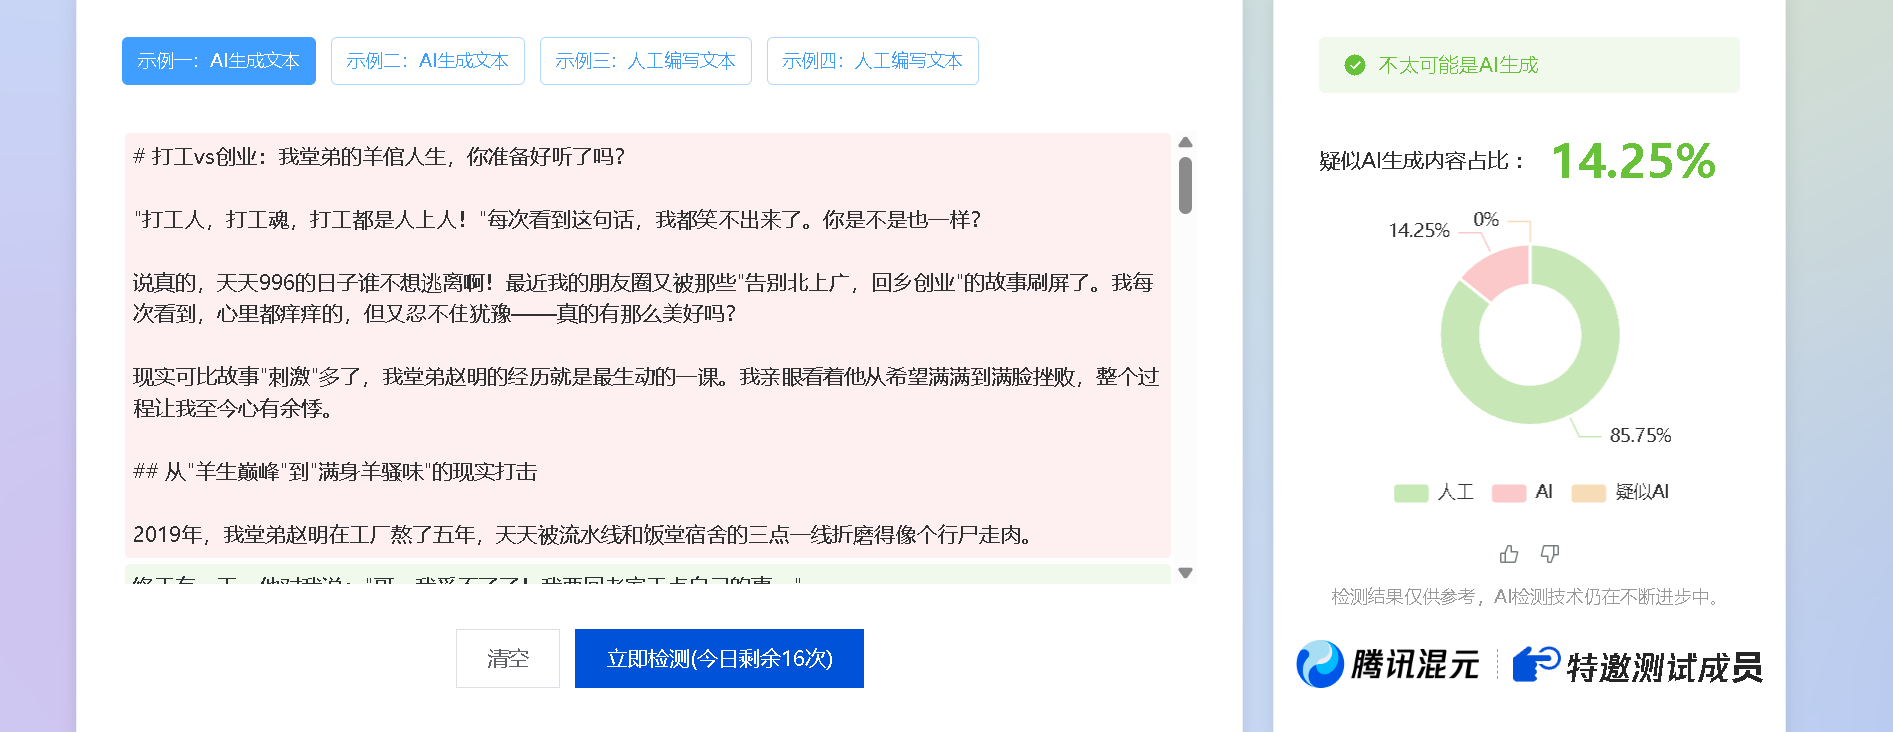 示例一：AI生成文本
示例二：AI生成文本
示例三：人工编写文本
示例四：人工编写文本
# 打工vs创业：我堂弟的羊倌人生，你准备好听了吗？
"打工人，打工魂，打工都是人上人！"每次看到这句话，我都笑不出来了。你是不是也一样？
说真的，天天996的日子谁不想逃离啊！最近我的朋友圈又被那些"告别北上广，回乡创业"的故事刷屏了。我每
次看到，心里都痒痒的，但又忍不住犹豫——真的有那么美好吗？
现实可比故事"刺激"多了，我堂弟赵明的经历就是最生动的一课。我亲眼看着他从希望满满到满脸挫败，整个过
程让我至今心有余悸。
## 从"羊生巅峰"到"满身羊骚味"的现实打击
2019年，我堂弟赵明在工厂熬了五年，天天被流水线和饭堂宿舍的三点一线折磨得像个行尸走肉。
清空
立即检测(今日剩余16次)
不太可能是AI生成
疑似AI生成内容占比： 14.25%
0%
14.25%
85.75%
人工 AI 疑似AI
检测结果仅供参考，AI检测技术仍在不断进步中。
腾讯混元 特邀测试成员